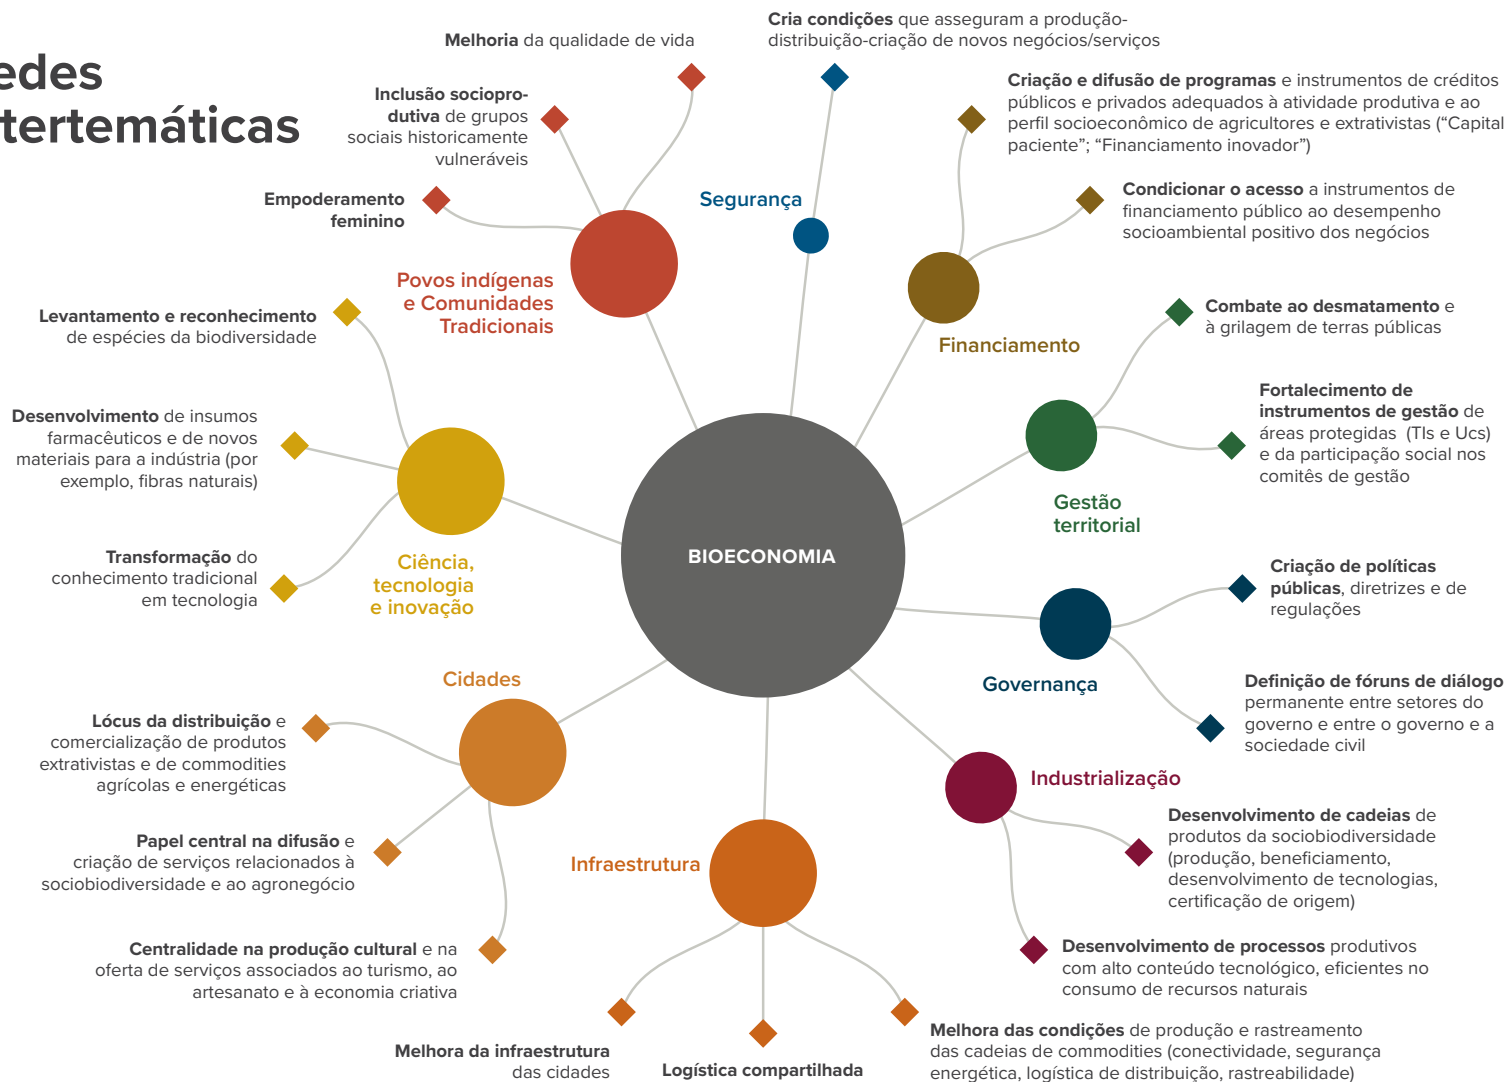 edes
tertemáticas
Melhoria da qualidade de vida
Inclusão sociopro-
dutiva de grupos
sociais historicamente
vulneráveis
Empoderamento
feminino
Povos indígenas
e Comunidades
Tradicionais
Cria condições que asseguram a produção-
distribuição-criação de novos negócios/serviços
Segurança
Criação e difusão de programas e instrumentos de créditos
públicos e privados adequados à atividade produtiva e ao
perfil socioeconômico de agricultores e extrativistas (“Capital
paciente”; “Financiamento inovador”)
Condicionar o acesso a instrumentos de
financiamento público ao desempenho
socioambiental positivo dos negócios
Financiamento
Combate ao desmatamento e
à grilagem de terras públicas
Fortalecimento de
instrumentos de gestão de
áreas protegidas (TIs e Ucs)
e da participação social nos
comitês de gestão
Gestão
territorial
Levantamento e reconhecimento
de espécies da biodiversidade
Desenvolvimento de insumos
farmacêuticos e de novos
materiais para a indústria (por
exemplo, fibras naturais)
Transformação do
conhecimento tradicional
em tecnologia
Ciência,
tecnologia
e inovação
BIOECONOMIA
Criação de políticas
públicas, diretrizes e de
regulações
Definição de fóruns de diálogo
permanente entre setores do
governo e entre o governo e a
sociedade civil
Governança
Cidades
Lócus da distribuição e
comercialização de produtos
extrativistas e de commodities
agrícolas e energéticas
Papel central na difusão e
criação de serviços relacionados à
sociobiodiversidade e ao agronegócio
Centralidade na produção cultural e na
oferta de serviços associados ao turismo, ao
artesanato e à economia criativa
Industrialização
Desenvolvimento de cadeias de
produtos da sociobiodiversidade
(produção, beneficiamento,
desenvolvimento de tecnologias,
certificação de origem)
Desenvolvimento de processos produtivos
com alto conteúdo tecnológico, eficientes no
consumo de recursos naturais
Infraestrutura
Melhora da infraestrutura
das cidades
Logística compartilhada
Melhora das condições de produção e rastreamento
das cadeias de commodities (conectividade, segurança
energética, logística de distribuição, rastreabilidade)